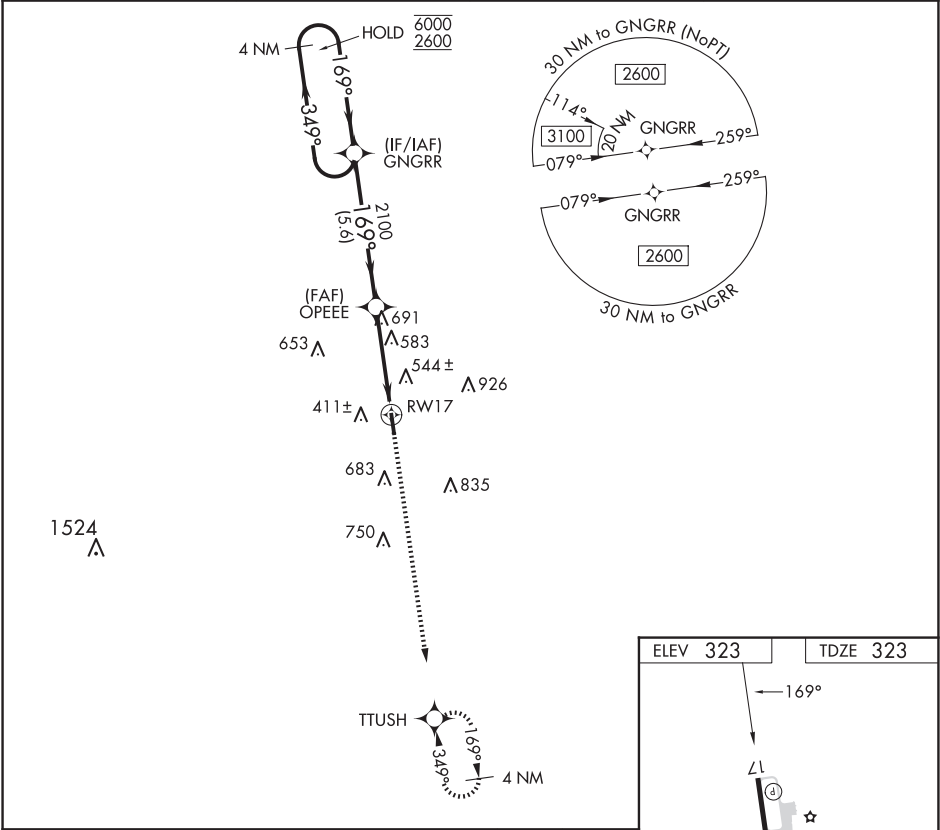 4 NM
HOLD
6000
2600
169°
349°
(IF/IAF)
GNGRR
2100
169°
(5.6)
(FAF)
OPEEE
691
583
653
544 ±
926
411±
RW17
683
835
750
1524
TTUSH
169°
349°
4 NM
30 NM to GNGRR (NoPT)
2600
114°
20 NM
3100
GNGRR
259°
079°
079°
259°
GNGRR
2600
30 NM to GNGRR
ELEV 323
TDZE 323
169°
17
P